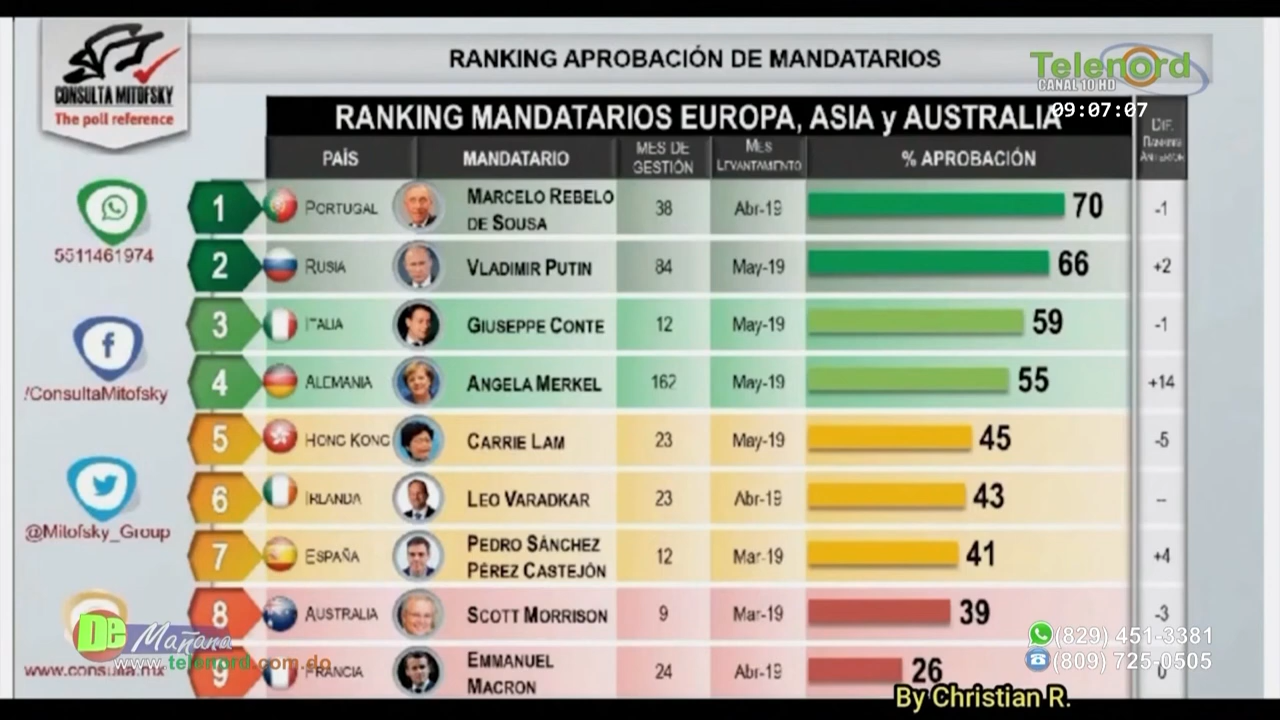 CONSULTA MITOFSKY
The poll reference
RANKING APROBACIÓN DE MANDATARIOS
Telenord
CANAL 10 HD
09:07:07
RANKING MANDATARIOS EUROPA, ASIA y AUSTRALIA
PAÍS MANDATARIO MES DE GESTIÓN MES LEVANTAMIENTO % APROBACIÓN DIF. RANKING ANTERIOR
1 PORTUGAL MARCELO REBELO DE SOUSA 38 Abr-19 70 -1
2 RUSIA VLADIMIR PUTIN 84 May-19 66 +2
3 ITALIA GIUSEPPE CONTE 12 May-19 59 -1
4 ALEMANIA ANGELA MERKEL 162 May-19 55 +14
5 HONG KONG CARRIE LAM 23 May-19 45 -5
6 IRLANDA LEO VARADKAR 23 Abr-19 43 --
7 ESPAÑA PEDRO SÁNCHEZ PÉREZ CASTEJÓN 12 Mar-19 41 +4
8 AUSTRALIA SCOTT MORRISON 9 Mar-19 39 -3
9 FRANCIA EMMANUEL MACRON 24 Abr-19 26 0
5511461974
/ConsultaMitofsky
@Mitofsky_Group
www.consulta.mx
De Mañana
www.telenord.com.do
(829) 451-3381
(809) 725-0505
By Christian R.